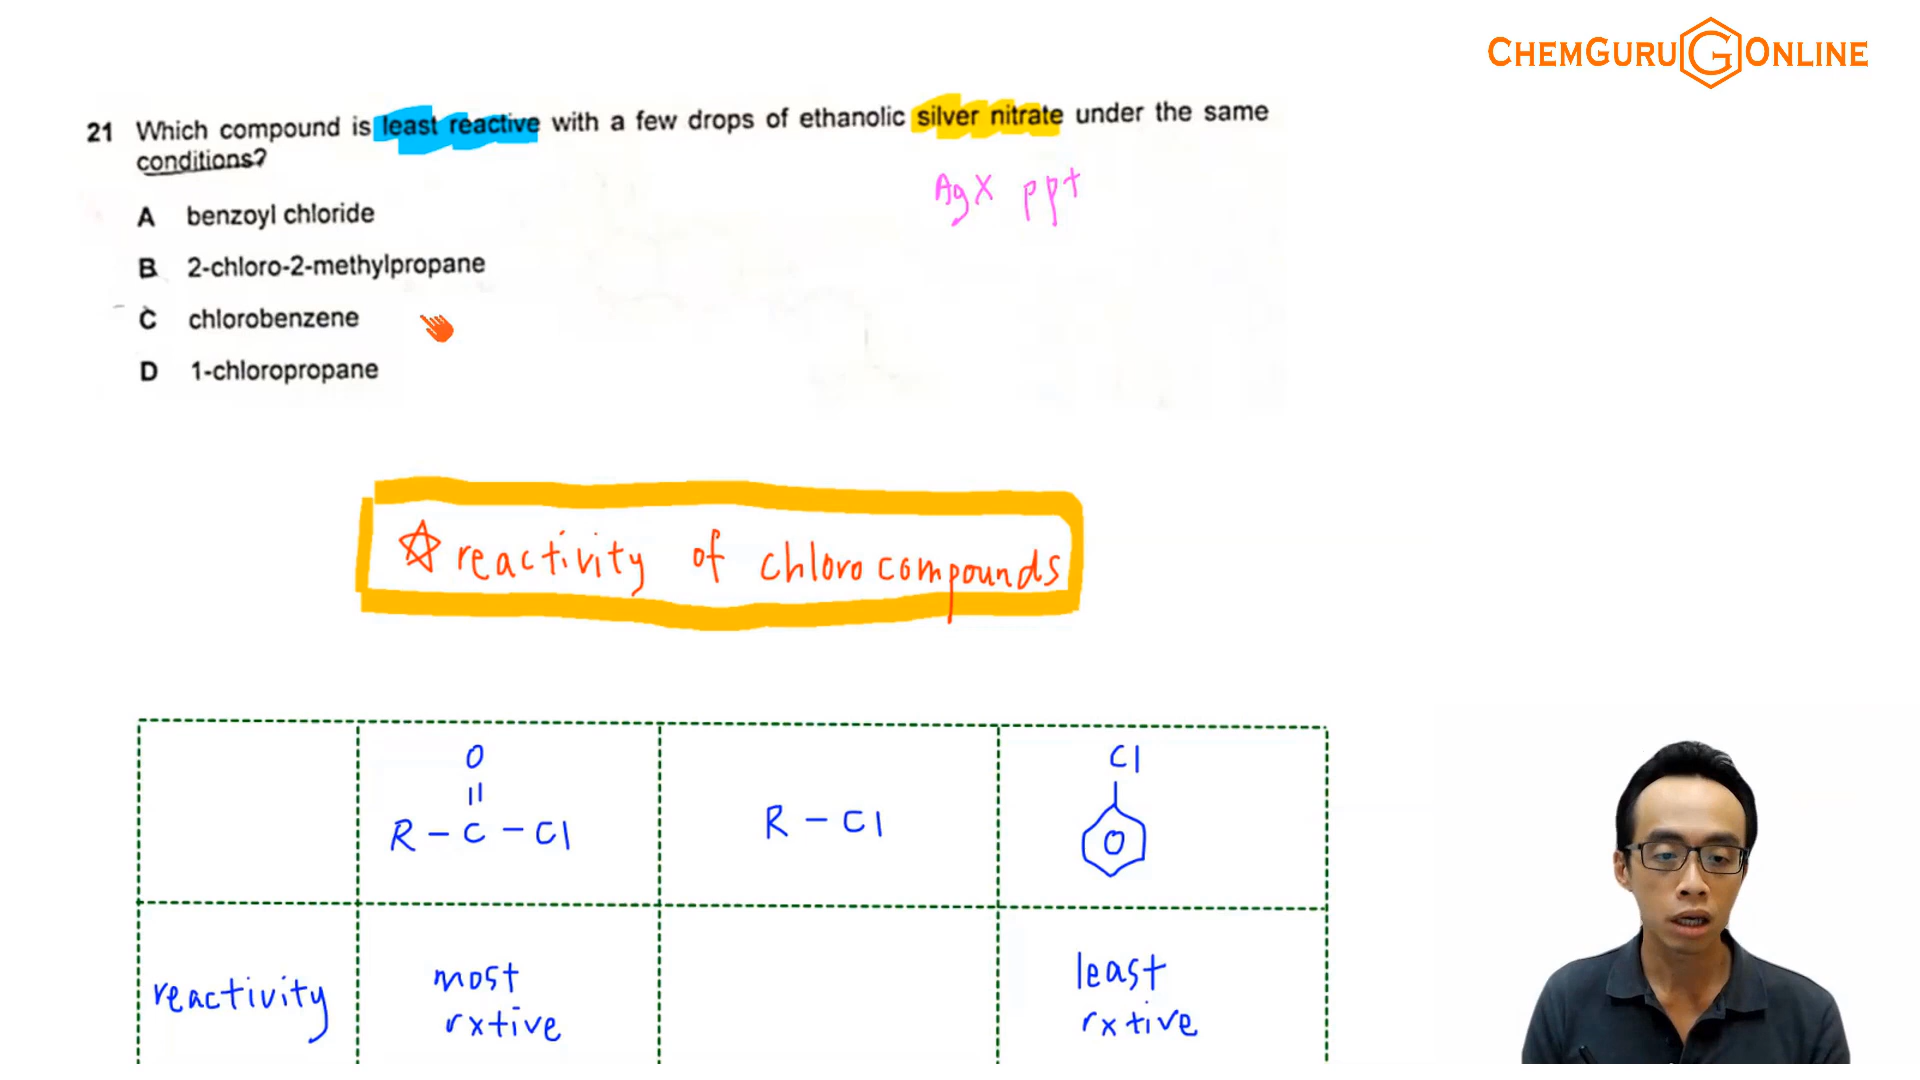 CHEMGURU G ONLINE
21 Which compound is least reactive with a few drops of ethanolic silver nitrate under the same
conditions?
AgX ppt
A benzoyl chloride
B 2-chloro-2-methylpropane
C chlorobenzene
D 1-chloropropane
☆ reactivity of chloro compounds
O
||
R - C - Cl
R - Cl
Cl
reactivity
most
rxtive
least
rxtive